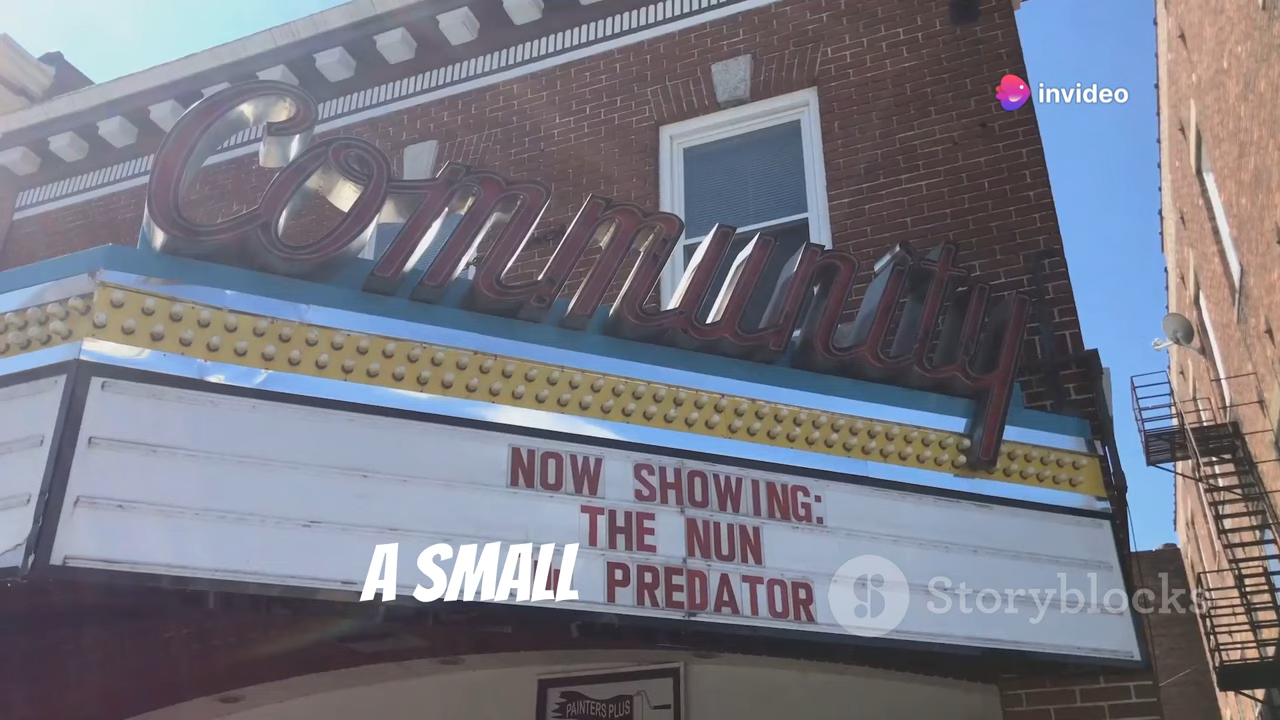 invideo
Community
NOW SHOWING:
THE NUN
PREDATOR
A SMALL
Storyblocks
PAINTERS PLUS